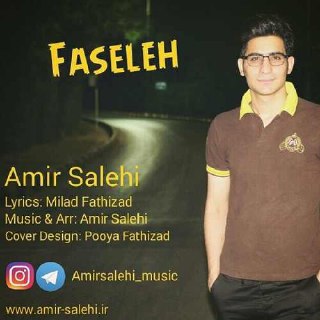 FASELEH
Amir Salehi
Lyrics: Milad Fathizad
Music & Arr: Amir Salehi
Cover Design: Pooya Fathizad
Amirsalehi_music
www.amir-salehi.ir